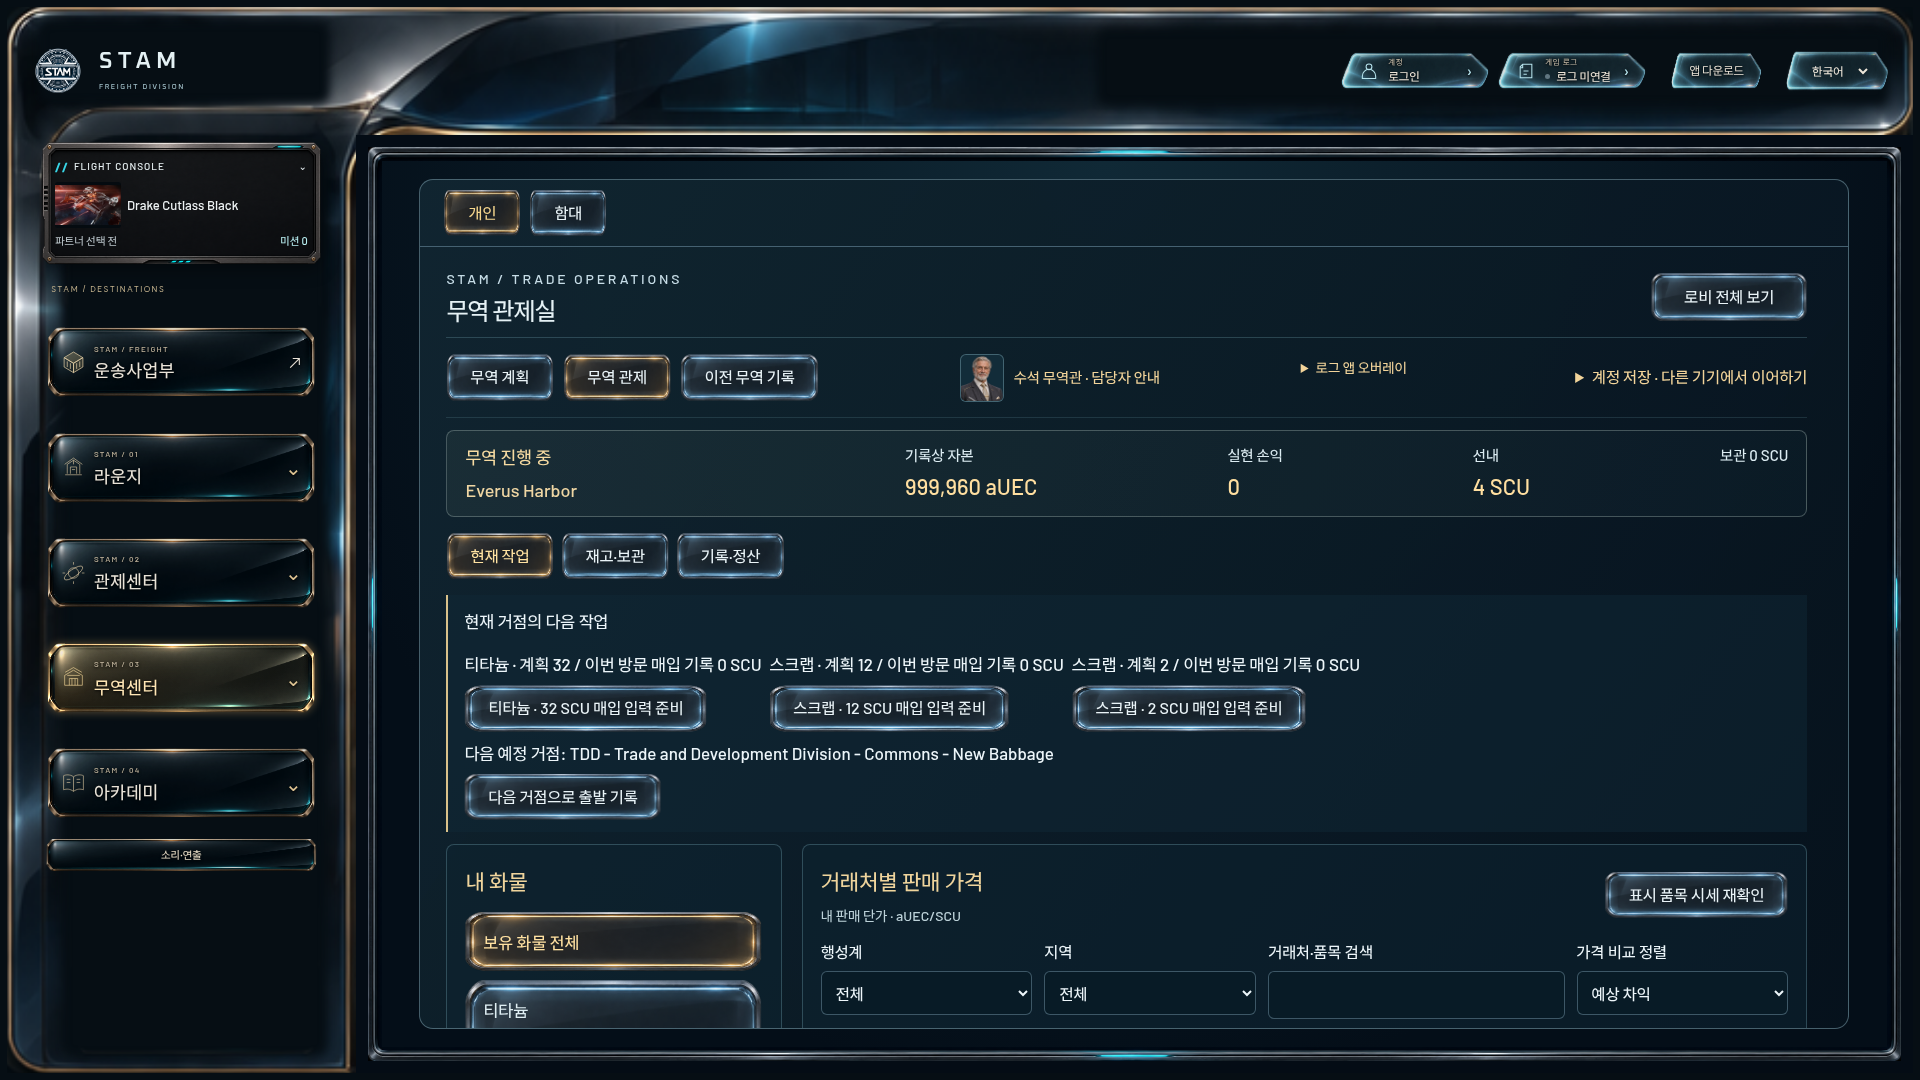 STAM
FREIGHT DIVISION
STAM
계정
로그인
게임 로그
로그 미연결
앱 다운로드
한국어
// FLIGHT CONSOLE
Drake Cutlass Black
파트너 선택 전
미션 0
STAM / DESTINATIONS
STAM / FREIGHT
운송사업부
STAM / 01
라운지
STAM / 02
관제센터
STAM / 03
무역센터
STAM / 04
아카데미
소리·연출
개인
함대
STAM / TRADE OPERATIONS
무역 관제실
로비 전체 보기
무역 계획
무역 관제
이전 무역 기록
수석 무역관 · 담당자 안내
▶ 로그 앱 오버레이
▶ 계정 저장 · 다른 기기에서 이어하기
무역 진행 중
Everus Harbor
기록상 자본
999,960 aUEC
실현 손익
0
선내
4 SCU
보관 0 SCU
현재 작업
재고·보관
기록·정산
현재 거점의 다음 작업
티타늄 · 계획 32 / 이번 방문 매입 기록 0 SCU
스크랩 · 계획 12 / 이번 방문 매입 기록 0 SCU
스크랩 · 계획 2 / 이번 방문 매입 기록 0 SCU
티타늄 · 32 SCU 매입 입력 준비
스크랩 · 12 SCU 매입 입력 준비
스크랩 · 2 SCU 매입 입력 준비
다음 예정 거점: TDD - Trade and Development Division - Commons - New Babbage
다음 거점으로 출발 기록
내 화물
보유 화물 전체
티타늄
거래처별 판매 가격
내 판매 단가 · aUEC/SCU
표시 품목 시세 재확인
행성계
전체
지역
전체
거래처·품목 검색
가격 비교 정렬
예상 차익